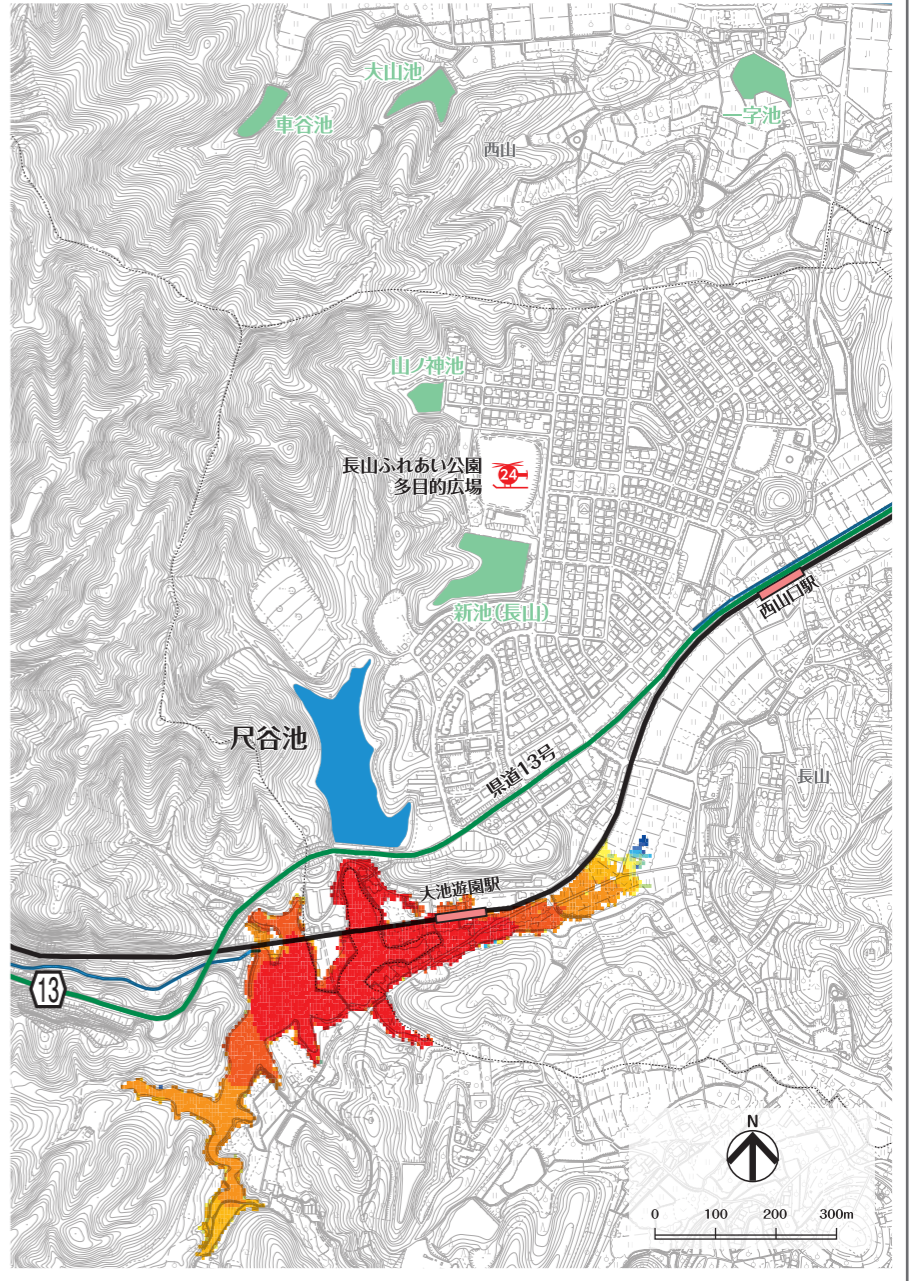 大山池
車谷池
一字池
西山
山ノ神池
長山ふれあい公園
多目的広場
24
西山口駅
新池(長山)
尺谷池
県道13号
長山
大池遊園駅
13
N
0 100 200 300m